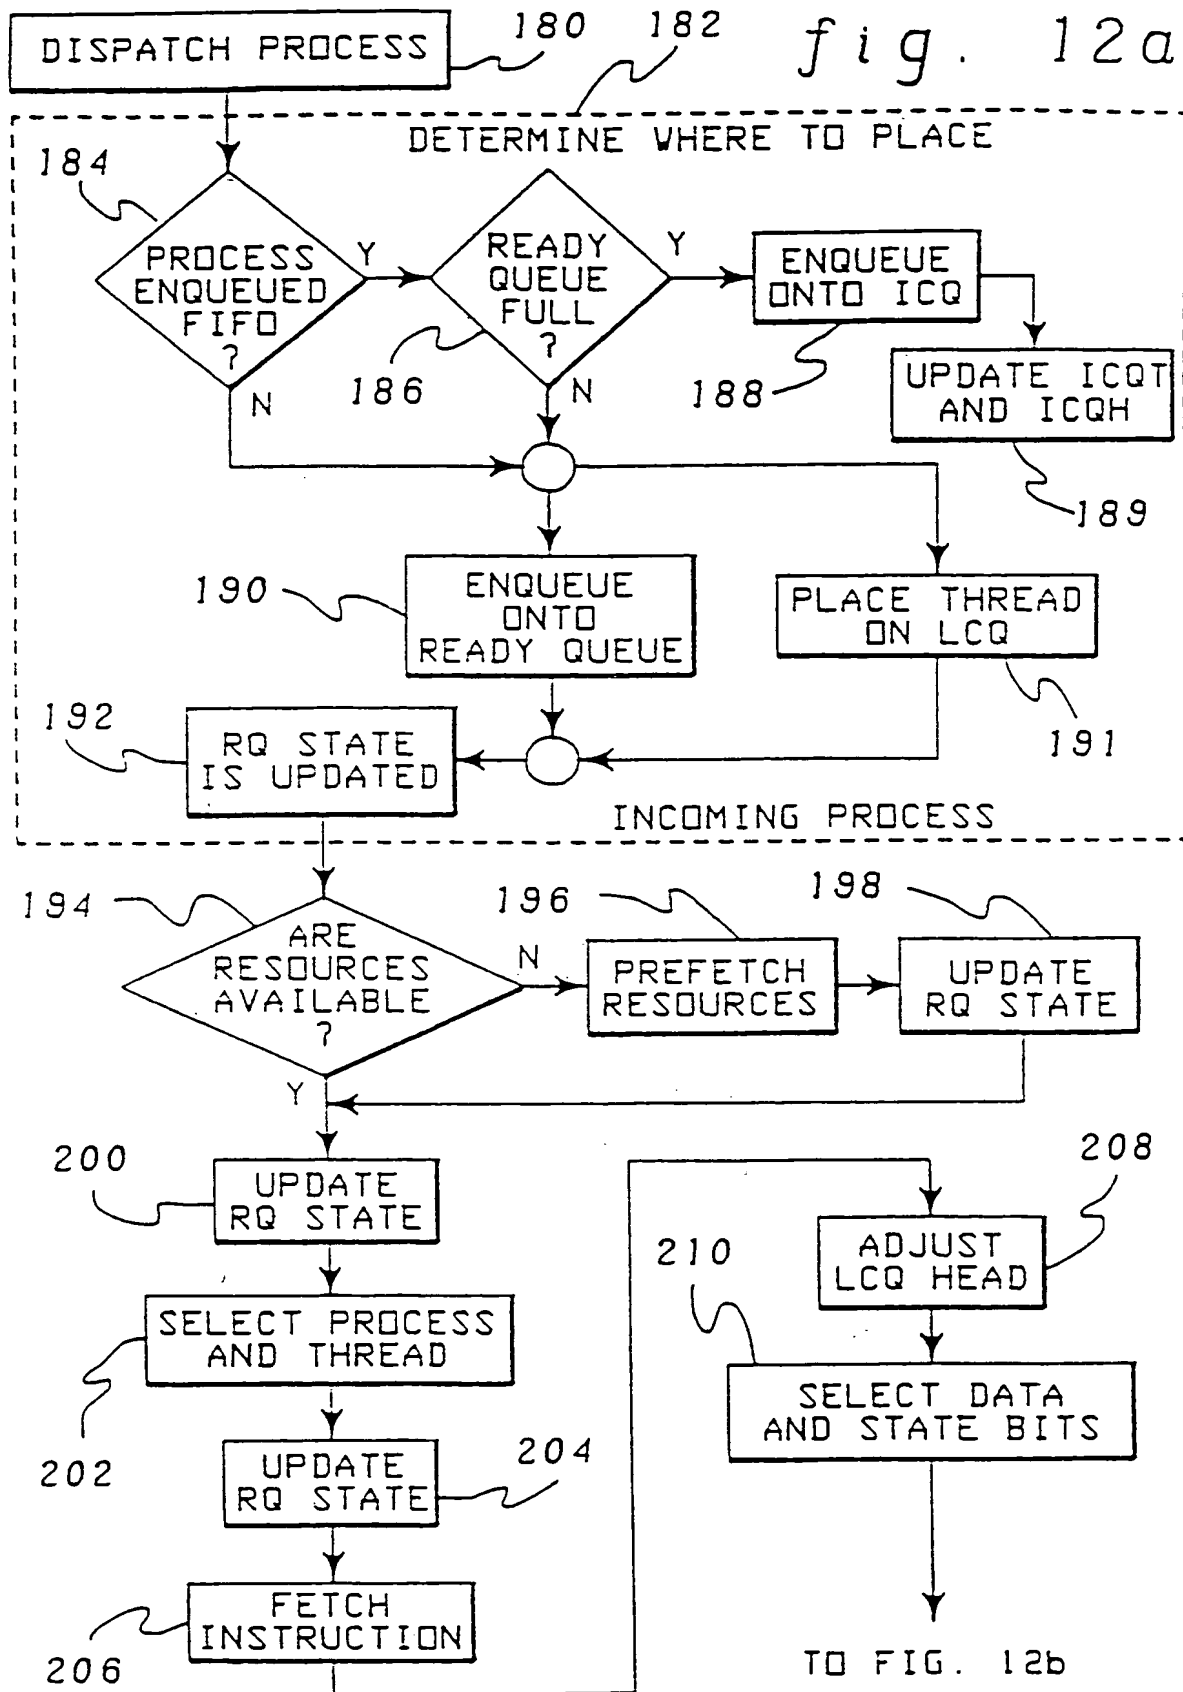 fig. 12a
DISPATCH PROCESS
180
182
DETERMINE WHERE TO PLACE
184
PROCESS
ENQUEUED
FIFO
?
Y
N
READY
QUEUE
FULL
?
Y
N
186
ENQUEUE
ONTO ICQ
188
UPDATE ICQT
AND ICQH
189
190
ENQUEUE
ONTO
READY QUEUE
PLACE THREAD
ON LCQ
191
192
RQ STATE
IS UPDATED
INCOMING PROCESS
194
ARE
RESOURCES
AVAILABLE
?
N
Y
196
PREFETCH
RESOURCES
198
UPDATE
RQ STATE
200
UPDATE
RQ STATE
SELECT PROCESS
AND THREAD
202
UPDATE
RQ STATE
204
FETCH
INSTRUCTION
206
208
ADJUST
LCQ HEAD
210
SELECT DATA
AND STATE BITS
TO FIG. 12b